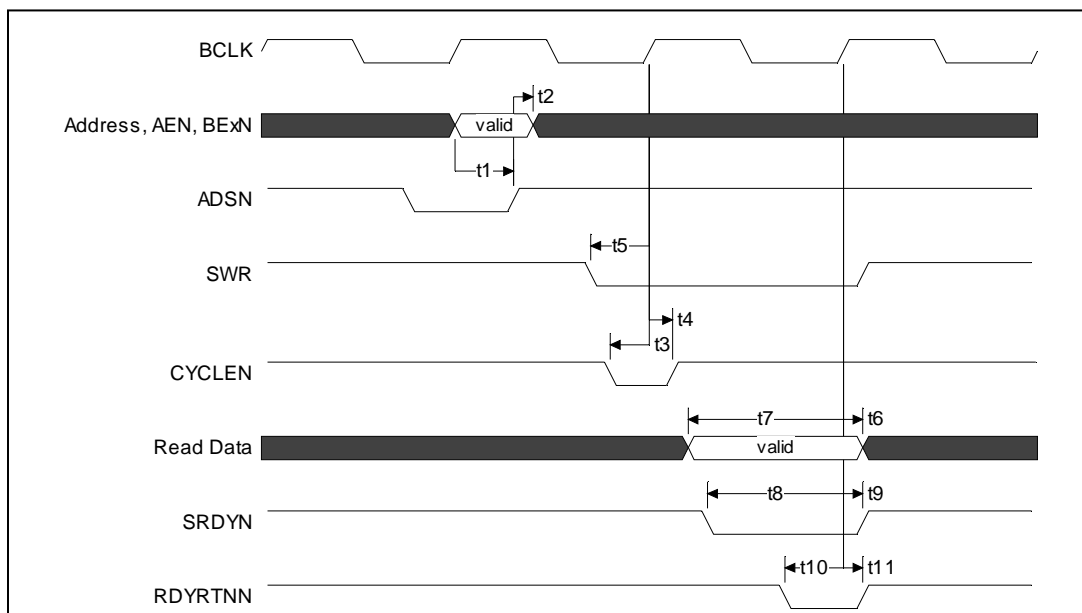 BCLK
t2
Address, AEN, BExN
valid
t1
ADSN
t5
SWR
t4
t3
CYCLEN
t7
t6
Read Data
valid
t8
t9
SRDYN
t10
t11
RDYRTNN